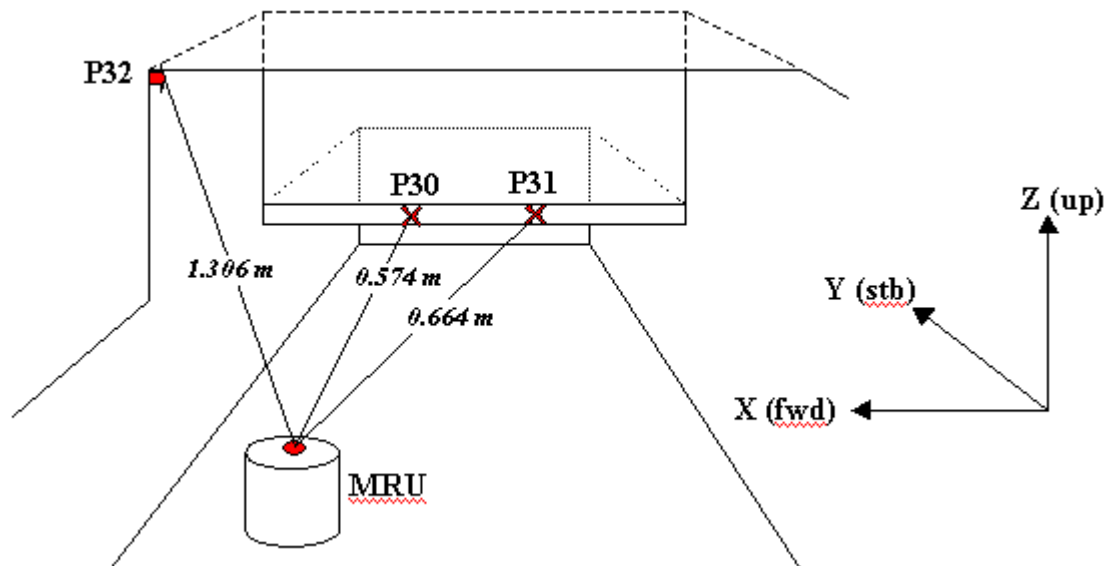 P32
P30
P31
Z (up)
1.306 m
0.574 m
Y (stb)
0.664 m
X (fwd)
MRU